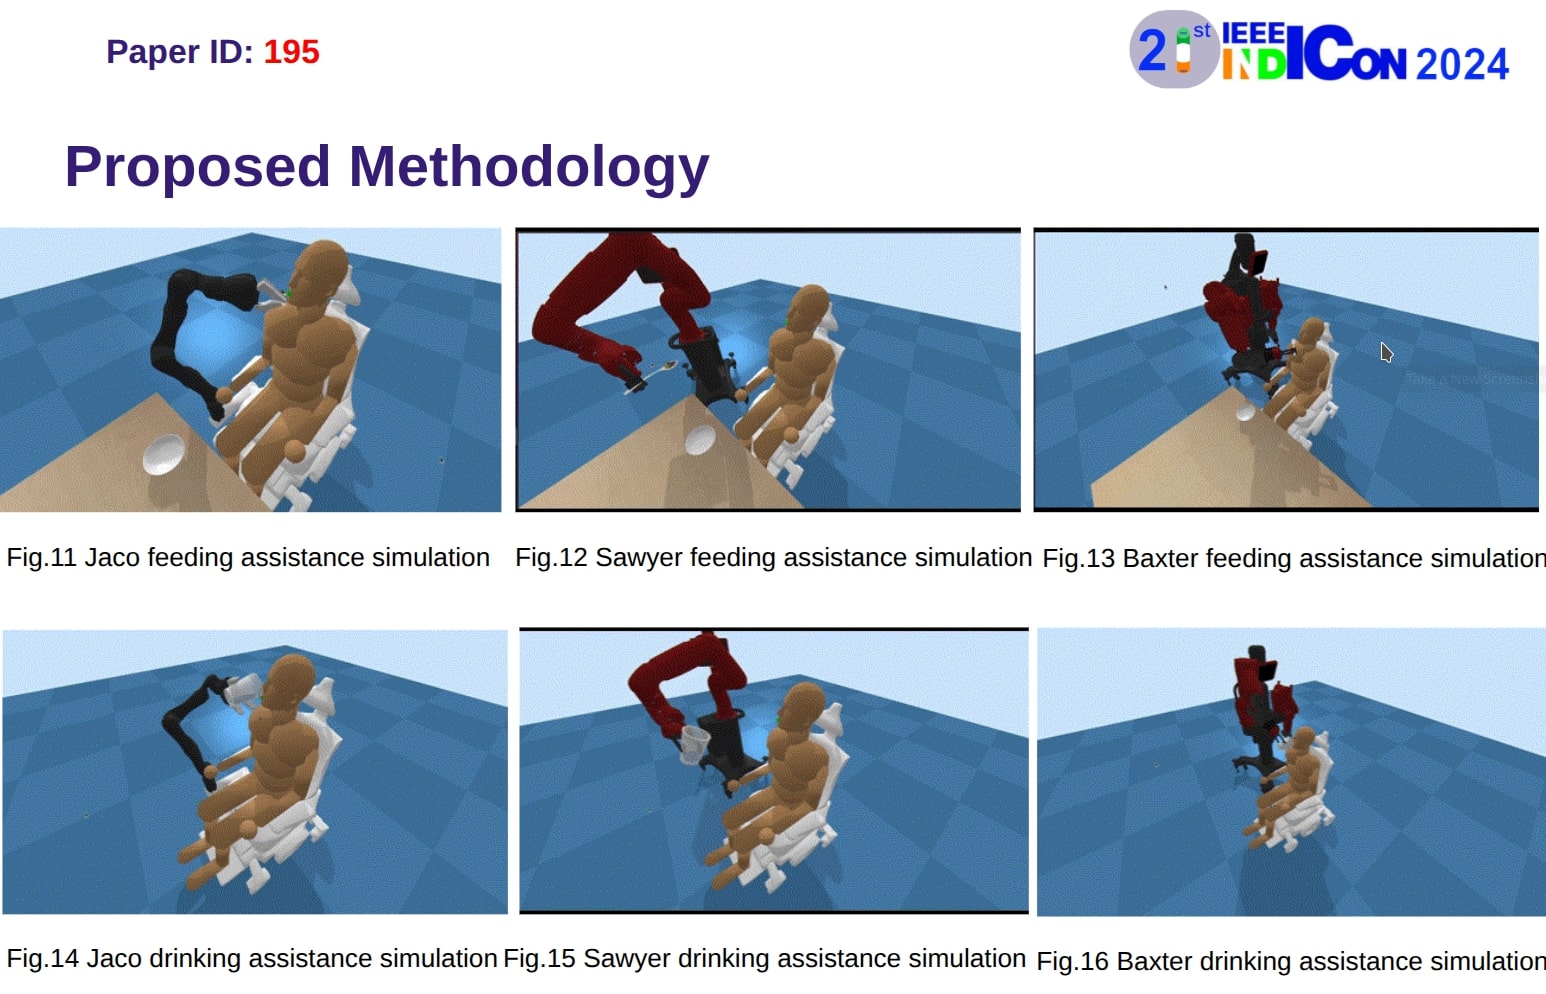 Paper ID: 195
21st IEEE INDICON 2024
Proposed Methodology
Fig.11 Jaco feeding assistance simulation
Fig.12 Sawyer feeding assistance simulation
Fig.13 Baxter feeding assistance simulation
Fig.14 Jaco drinking assistance simulation
Fig.15 Sawyer drinking assistance simulation
Fig.16 Baxter drinking assistance simulation